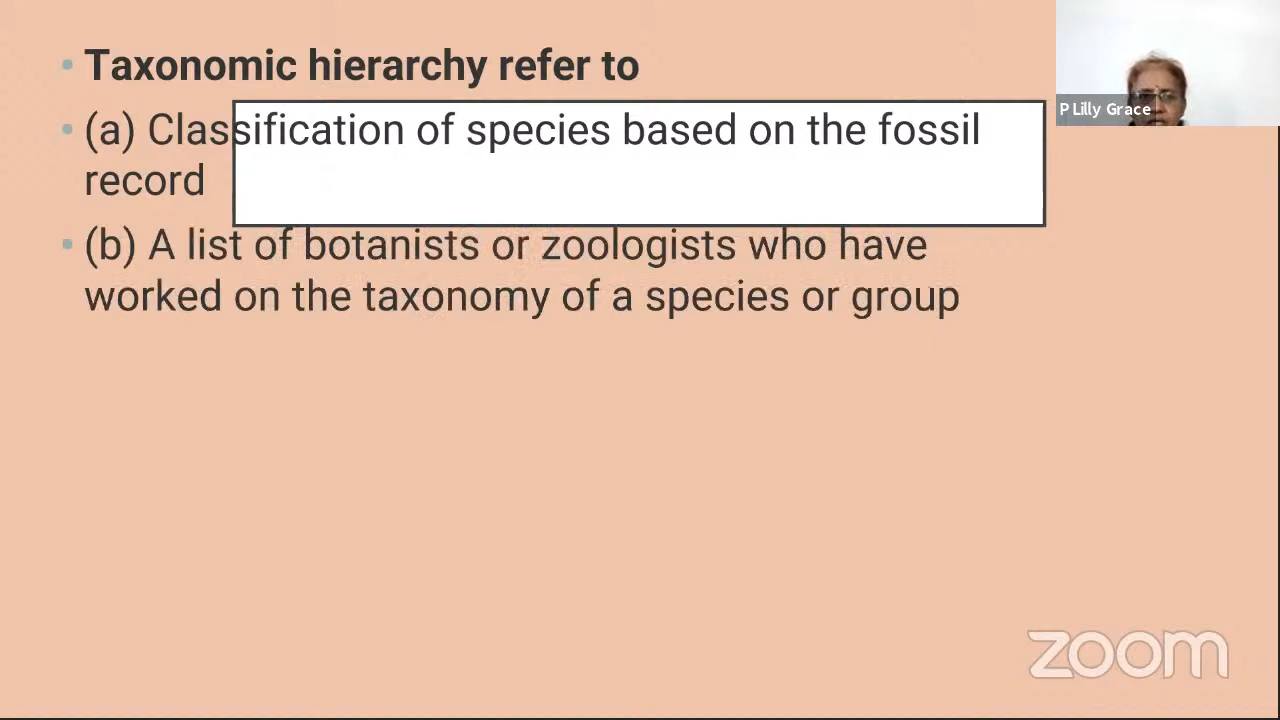 Taxonomic hierarchy refer to
(a) Classification of species based on the fossil
record
(b) A list of botanists or zoologists who have
worked on the taxonomy of a species or group
P Lilly Grace
zoom